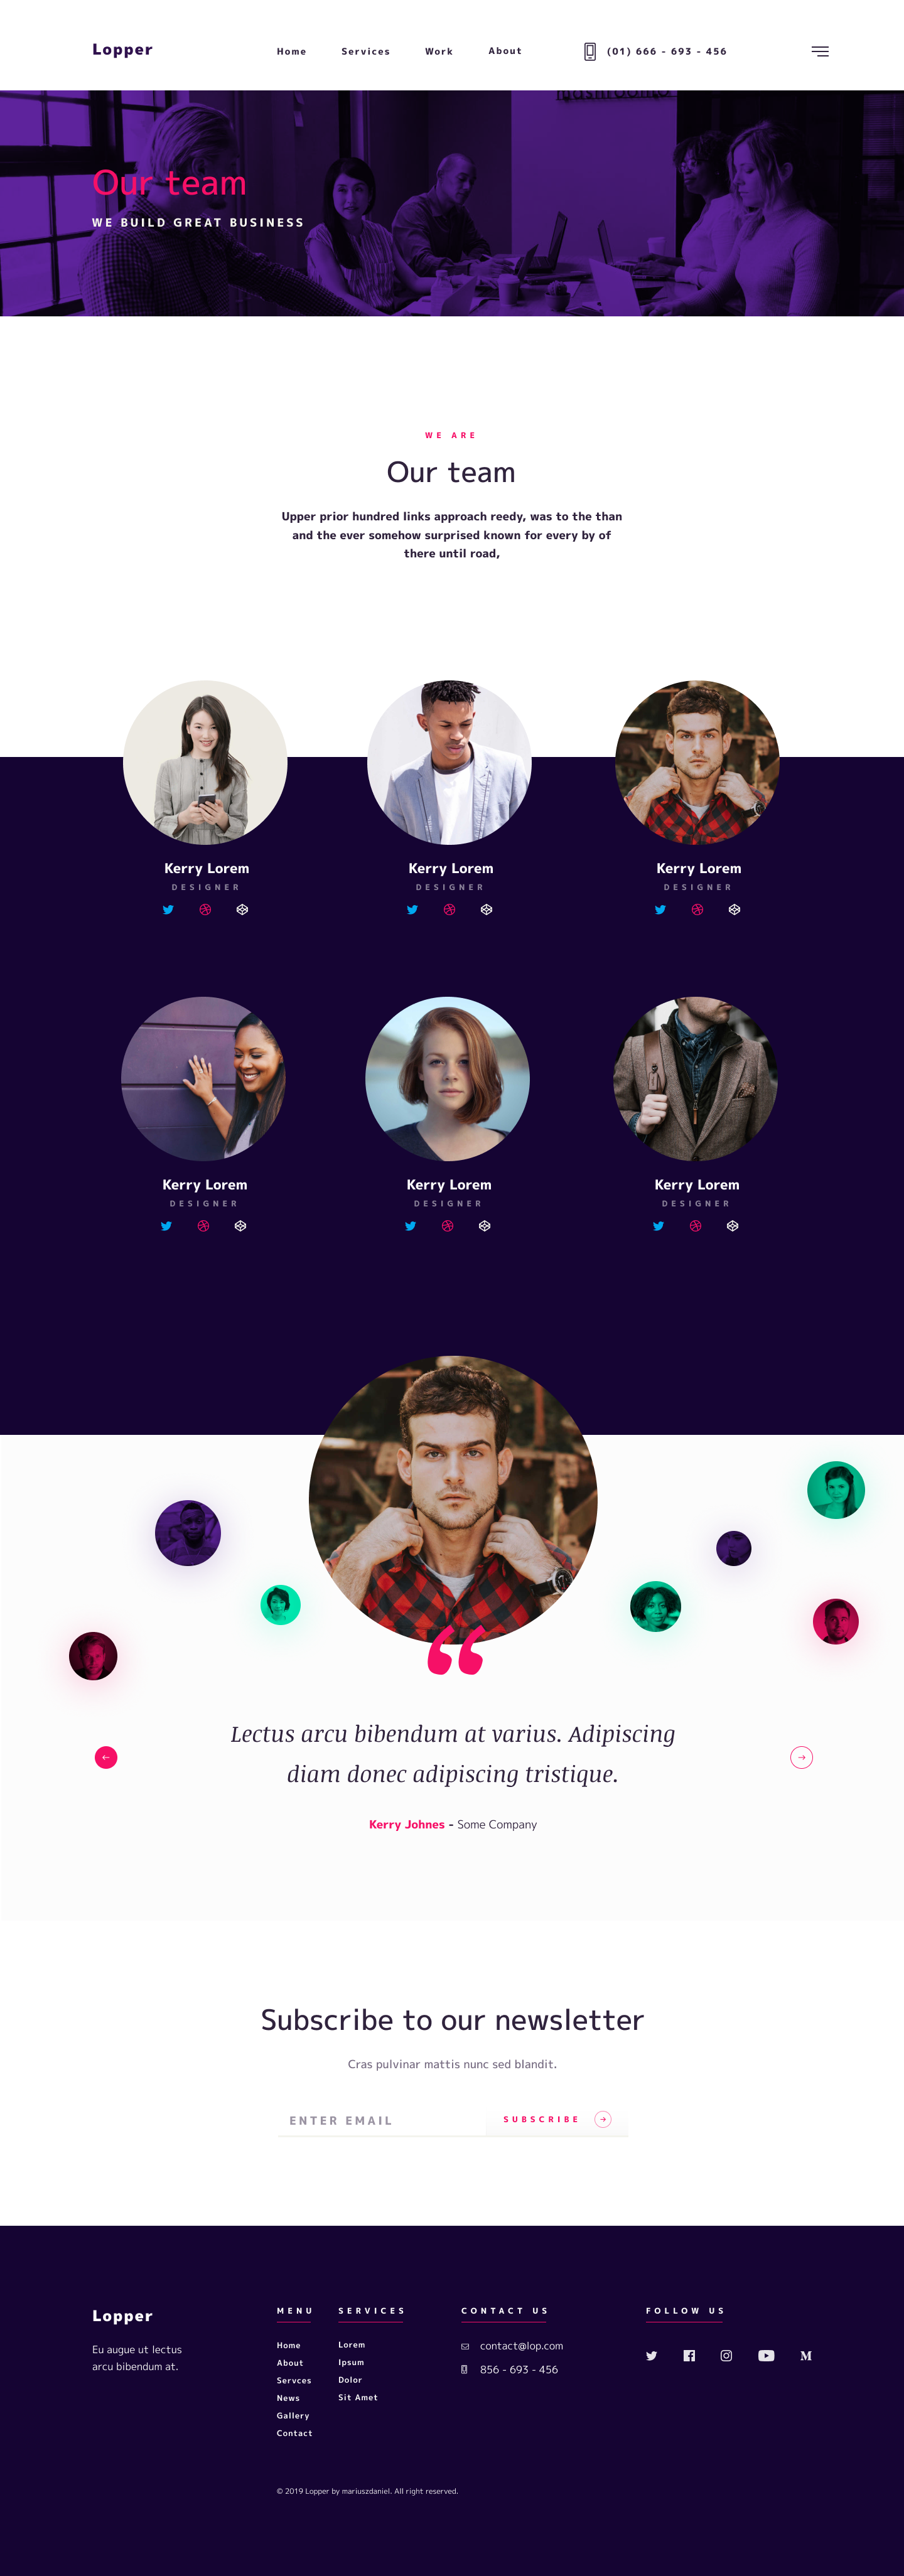 Lopper
Home Services Work About (01) 666 - 693 - 456
Our team
WE BUILD GREAT BUSINESS
WE ARE
Our team
Upper prior hundred links approach reedy, was to the than
and the ever somehow surprised known for every by of
there until road,
Kerry Lorem
DESIGNER
Kerry Lorem
DESIGNER
Kerry Lorem
DESIGNER
Kerry Lorem
DESIGNER
Kerry Lorem
DESIGNER
Kerry Lorem
DESIGNER
“
Lectus arcu bibendum at varius. Adipiscing
diam donec adipiscing tristique.
Kerry Johnes - Some Company
Subscribe to our newsletter
Cras pulvinar mattis nunc sed blandit.
ENTER EMAIL
SUBSCRIBE
Lopper
Eu augue ut lectus
arcu bibendum at.
MENU
Home
About
Servces
News
Gallery
Contact
SERVICES
Lorem
Ipsum
Dolor
Sit Amet
CONTACT US
contact@lop.com
856 - 693 - 456
FOLLOW US
© 2019 Lopper by mariuszdaniel. All right reserved.